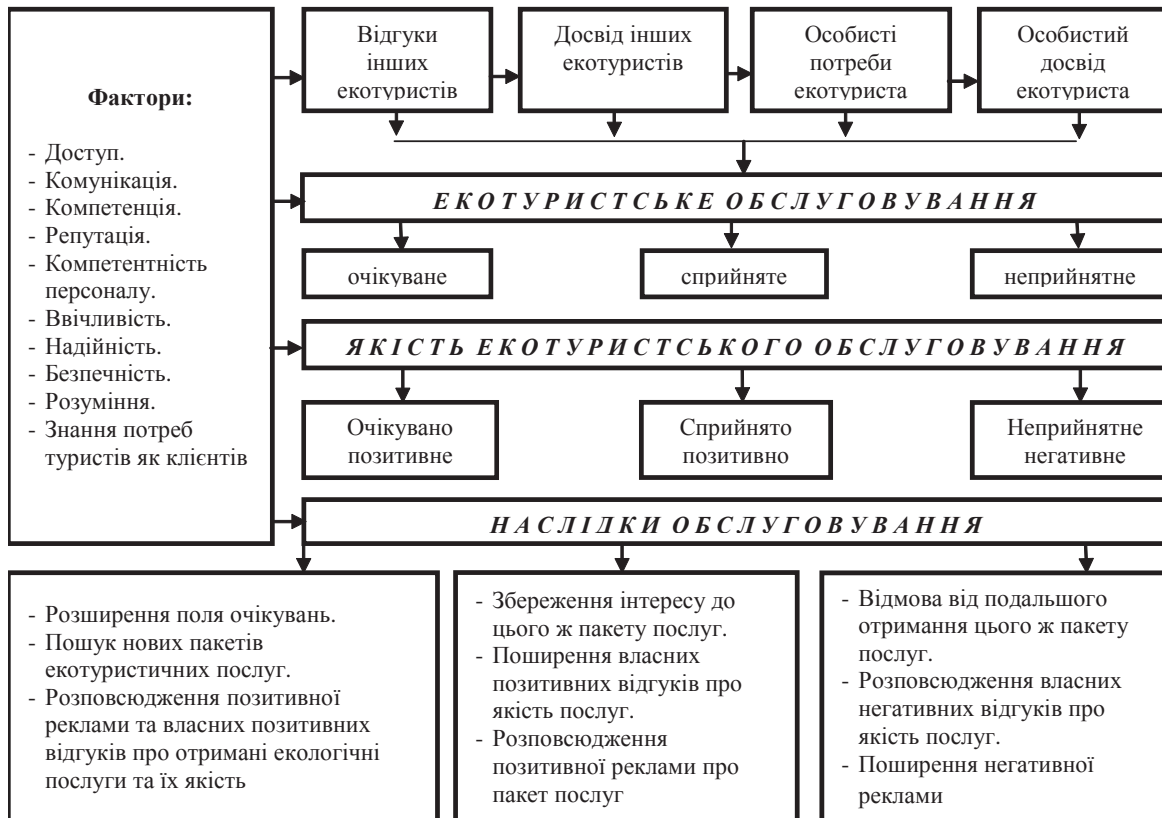 Фактори:
- Доступ.
- Комунікація.
- Компетенція.
- Репутація.
- Компетентність
персоналу.
- Ввічливість.
- Надійність.
- Безпечність.
- Розуміння.
- Знання потреб
туристів як клієнтів
Відгуки
інших
екотуристів
Досвід інших
екотуристів
Особисті
потреби
екотуриста
Особистий
досвід
екотуриста
ЕКОТУРИСТСЬКЕ ОБСЛУГОВУВАННЯ
очікуване
сприйняте
неприйнятне
ЯКІСТЬ ЕКОТУРИСТСЬКОГО ОБСЛУГОВУВАННЯ
Очікувано
позитивне
Сприйнято
позитивно
Неприйнятне
негативне
НАСЛІДКИ ОБСЛУГОВУВАННЯ
- Розширення поля очікувань.
- Пошук нових пакетів
екотуристичних послуг.
- Розповсюдження позитивної
реклами та власних позитивних
відгуків про отримані екологічні
послуги та їх якість
- Збереження інтересу до
цього ж пакету послуг.
- Поширення власних
позитивних відгуків про
якість послуг.
- Розповсюдження
позитивної реклами про
пакет послуг
- Відмова від подальшого
отримання цього ж пакету
послуг.
- Розповсюдження власних
негативних відгуків про
якість послуг.
- Поширення негативної
реклами